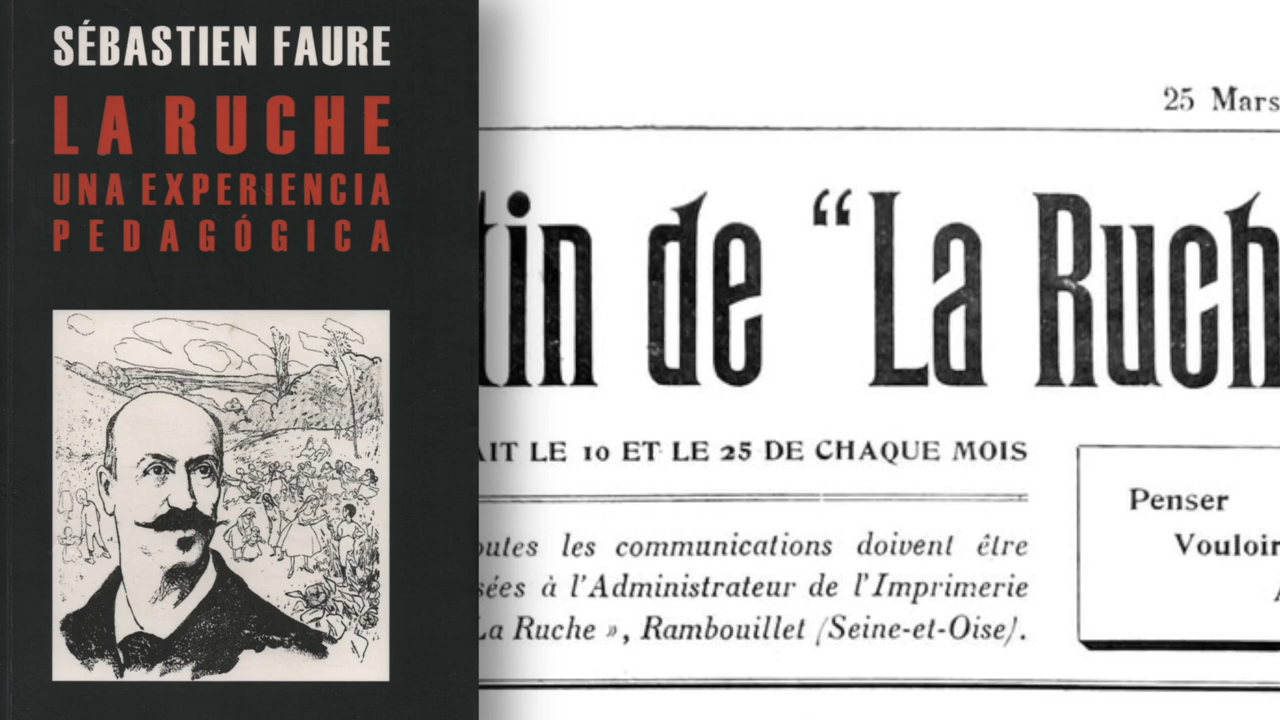 SÉBASTIEN FAURE
LA RUCHE
UNA EXPERIENCIA
PEDAGÓGICA
25 Mars
tin de “La Ruch
AIT LE 10 ET LE 25 DE CHAQUE MOIS
outes les communications doivent être
sées à l'Administrateur de l'Imprimerie
La Ruche », Rambouillet (Seine-et-Oise).
Penser
Vouloir